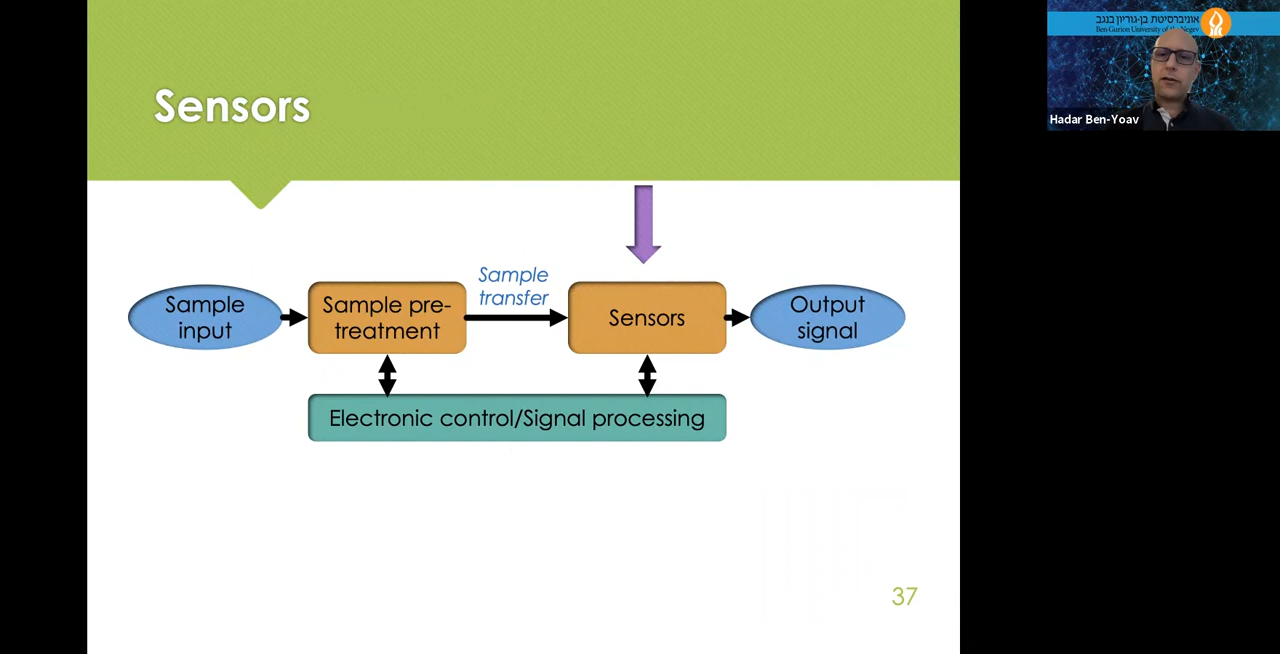 Sensors
Sample
transfer
Sample
input
Sample pre-
treatment
Sensors
Output
signal
Electronic control/Signal processing
37
אוניברסיטת בן-גוריון בנגב
Ben-Gurion University of the Negev
Hadar Ben-Yoav